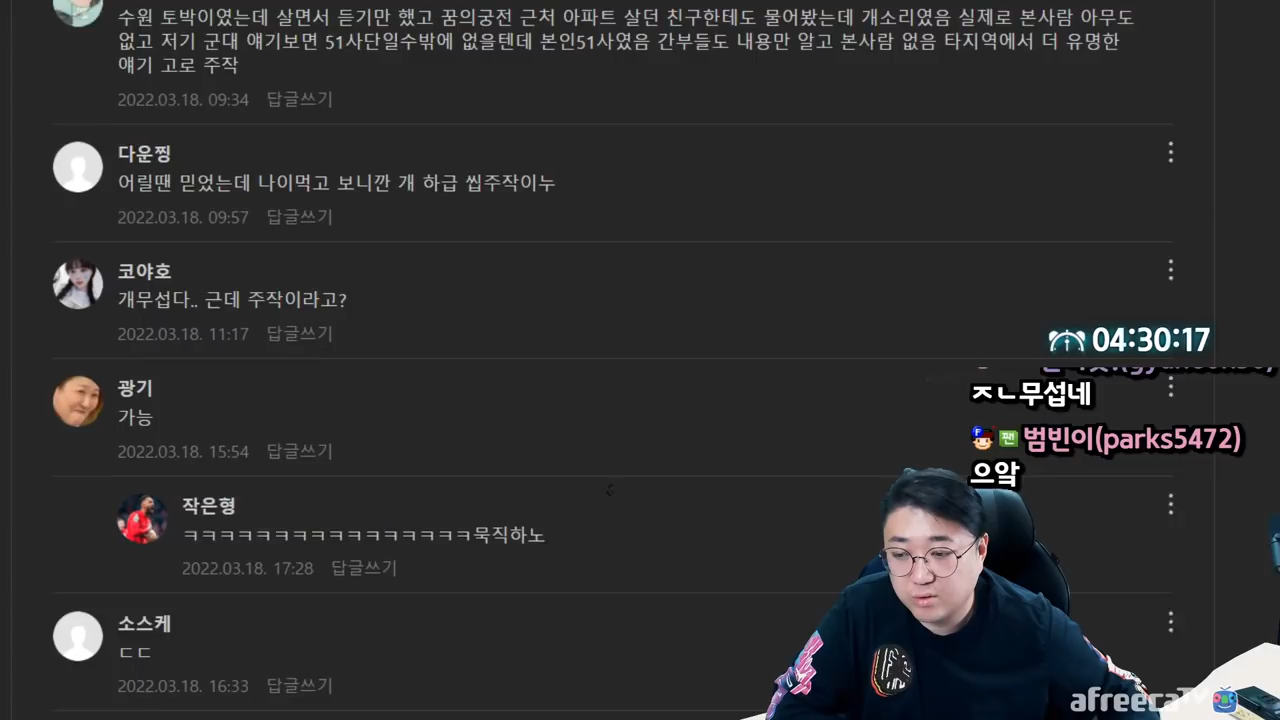 수원 토박이였는데 살면서 듣기만 했고 꿈의궁전 근처 아파트 살던 친구한테도 물어봤는데 개소리였음 실제로 본사람 아무도
없고 저기 군대 얘기보면 51사단일수밖에 없을텐데 본인51사였음 간부들도 내용만 알고 본사람 없음 타지역에서 더 유명한
얘기 고로 주작
2022.03.18. 09:34 답글쓰기
다운찡
어릴땐 믿었는데 나이먹고 보니깐 개 하급 씹주작이누
2022.03.18. 09:57 답글쓰기
코야호
개무섭다.. 근데 주작이라고?
2022.03.18. 11:17 답글쓰기
04:30:17
광기
가능
2022.03.18. 15:54 답글쓰기
ㅈㄴ무섭네
범빈이(parks5472)
으앜
작은형
ㅋㅋㅋㅋㅋㅋㅋㅋㅋㅋㅋㅋㅋㅋㅋㅋ묵직하노
2022.03.18. 17:28 답글쓰기
소스케
ㄷㄷ
2022.03.18. 16:33 답글쓰기
afreecaTV